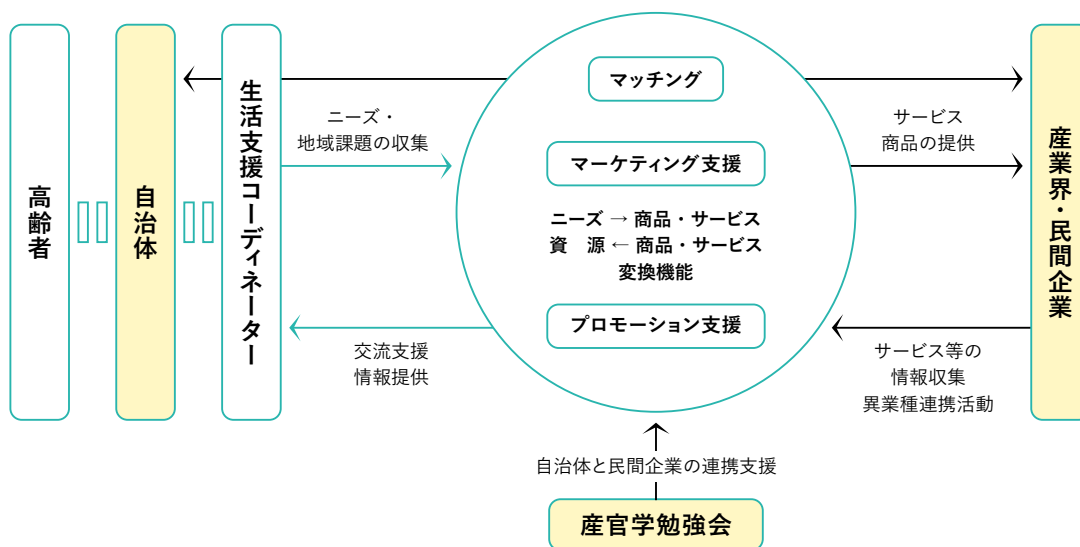 高齢者
自治体
生活支援コーディネーター
ニーズ・
地域課題の収集
交流支援
情報提供
マッチング
マーケティング支援
ニーズ → 商品・サービス
資　源 ← 商品・サービス
変換機能
プロモーション支援
サービス
商品の提供
サービス等の
情報収集
異業種連携活動
産業界・民間企業
自治体と民間企業の連携支援
産官学勉強会